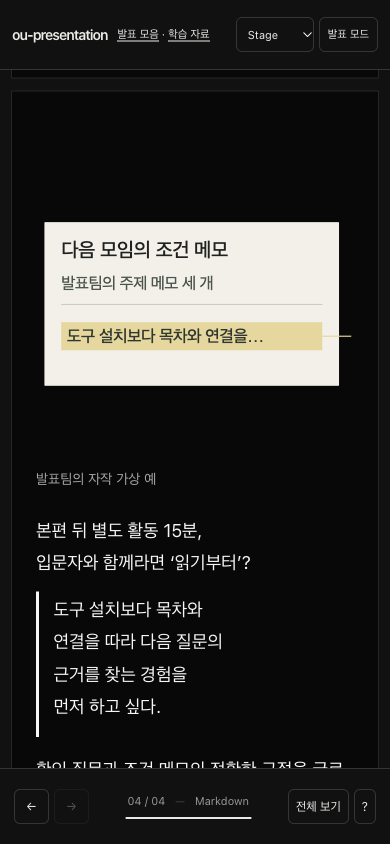 ou-presentation 발표 모음 · 학습 자료 Stage 발표 모드
다음 모임의 조건 메모
발표팀의 주제 메모 세 개
도구 설치보다 목차와 연결을…
발표팀의 자작 가상 예
본편 뒤 별도 활동 15분,
입문자와 함께라면 ‘읽기부터’?
도구 설치보다 목차와
연결을 따라 다음 질문의
근거를 찾는 경험을
먼저 하고 싶다.
← → 04 / 04 — Markdown 전체 보기 ?